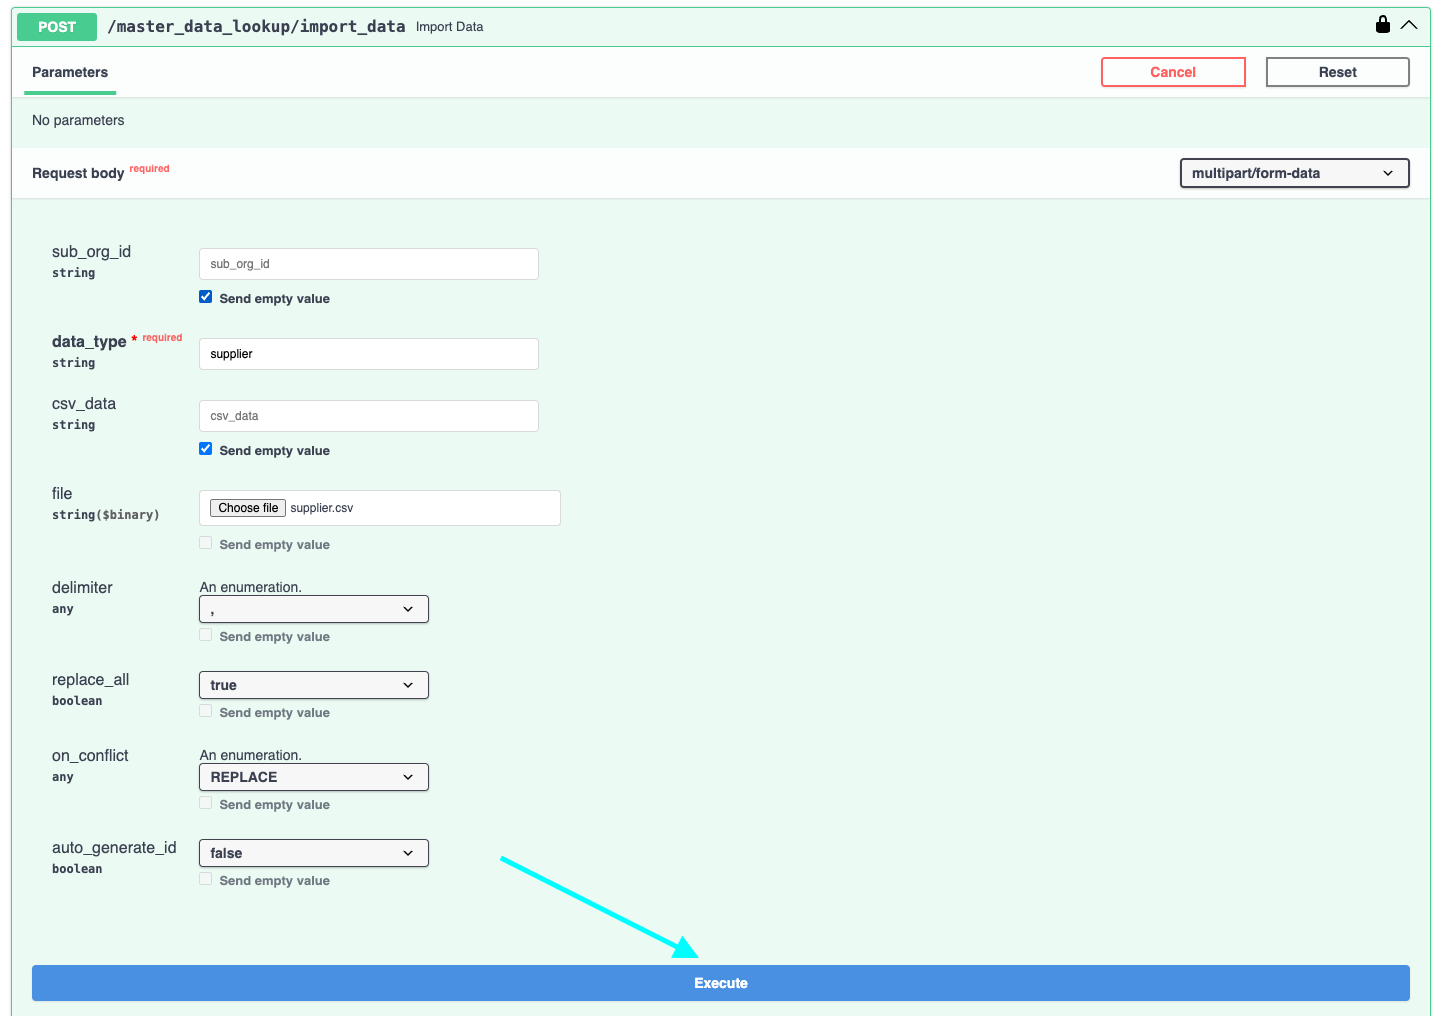 POST /master_data_lookup/import_data Import Data
Parameters Cancel Reset
No parameters
Request body required multipart/form-data
sub_org_id
string
sub_org_id
Send empty value
data_type * required
string
supplier
csv_data
string
csv_data
Send empty value
file
string($binary)
Choose file supplier.csv
Send empty value
delimiter
any
An enumeration.
,
Send empty value
replace_all
boolean
true
Send empty value
on_conflict
any
An enumeration.
REPLACE
Send empty value
auto_generate_id
boolean
false
Send empty value
Execute